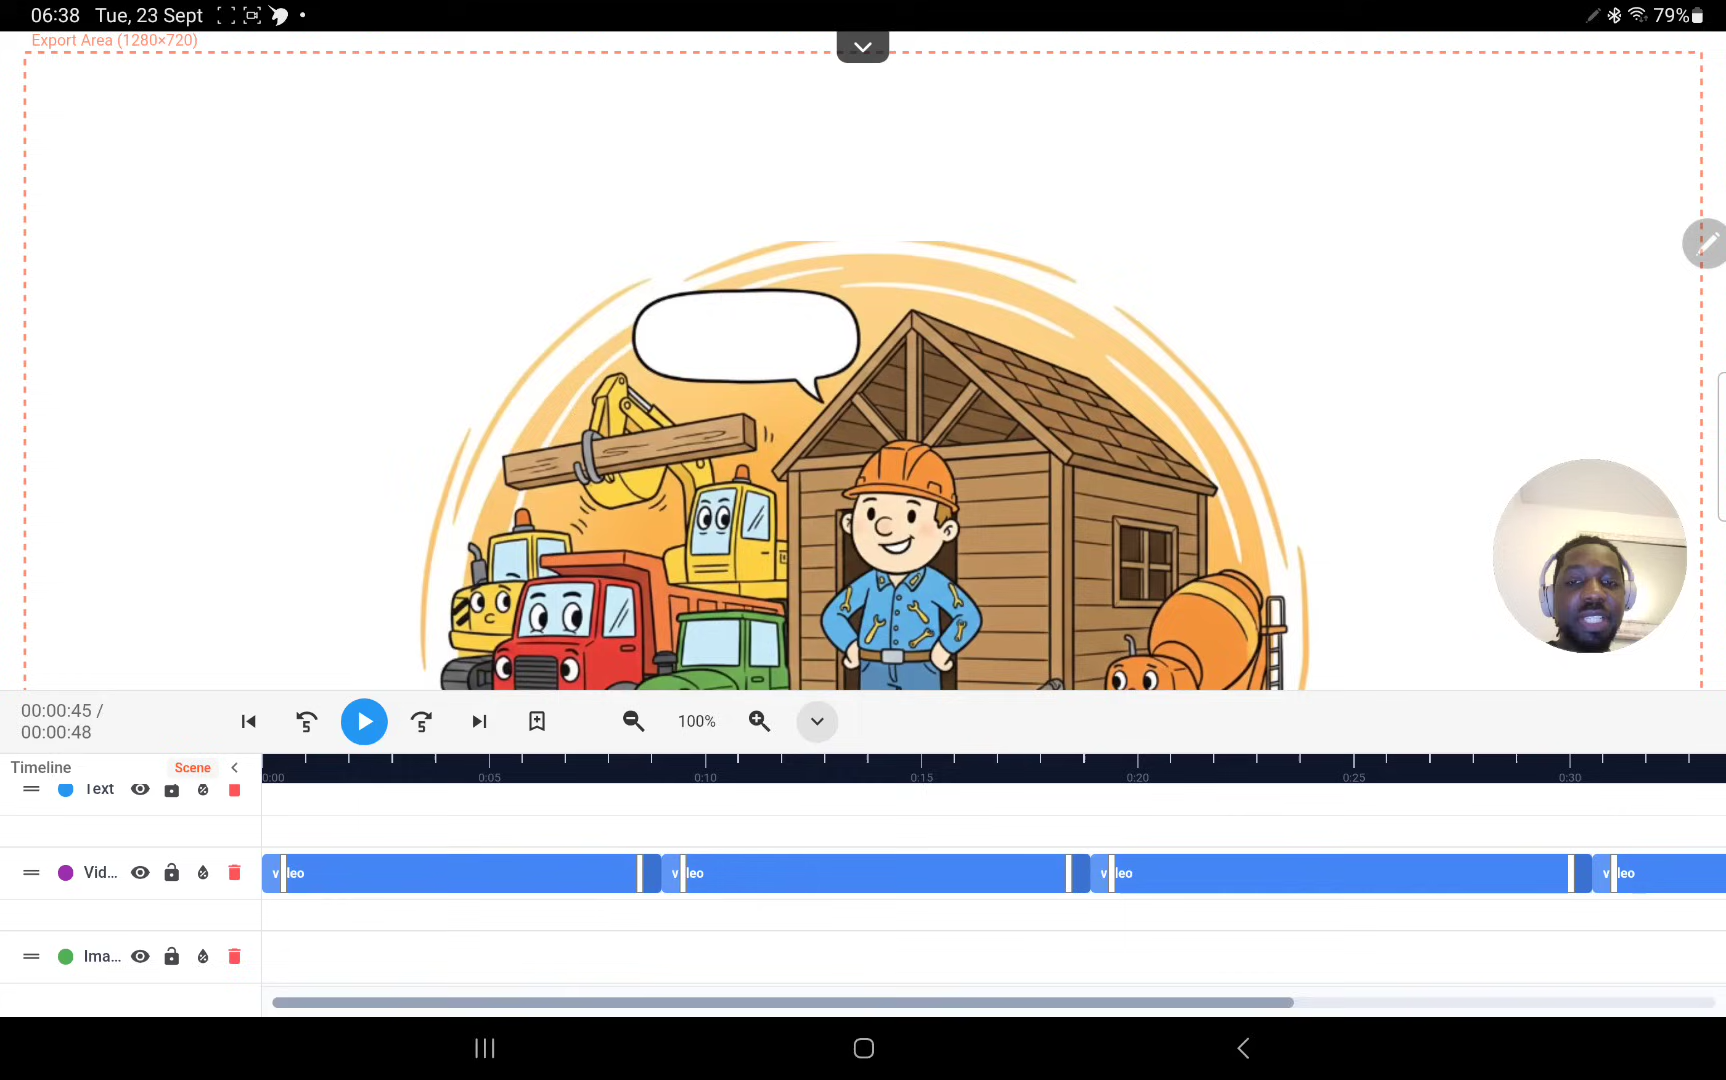 06:38 Tue, 23 Sept 79%
Export Area (1280×720)
00:00:45 /
00:00:48
100%
Timeline Scene
0:00 0:05 0:10 0:15 0:20 0:25 0:30
Text
Vid... v leo v leo v leo v leo
Ima...